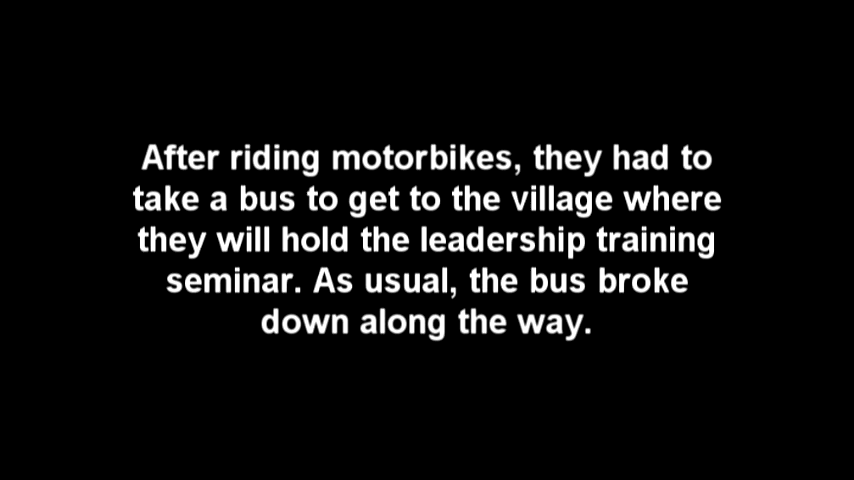 After riding motorbikes, they had to
take a bus to get to the village where
they will hold the leadership training
seminar. As usual, the bus broke
down along the way.